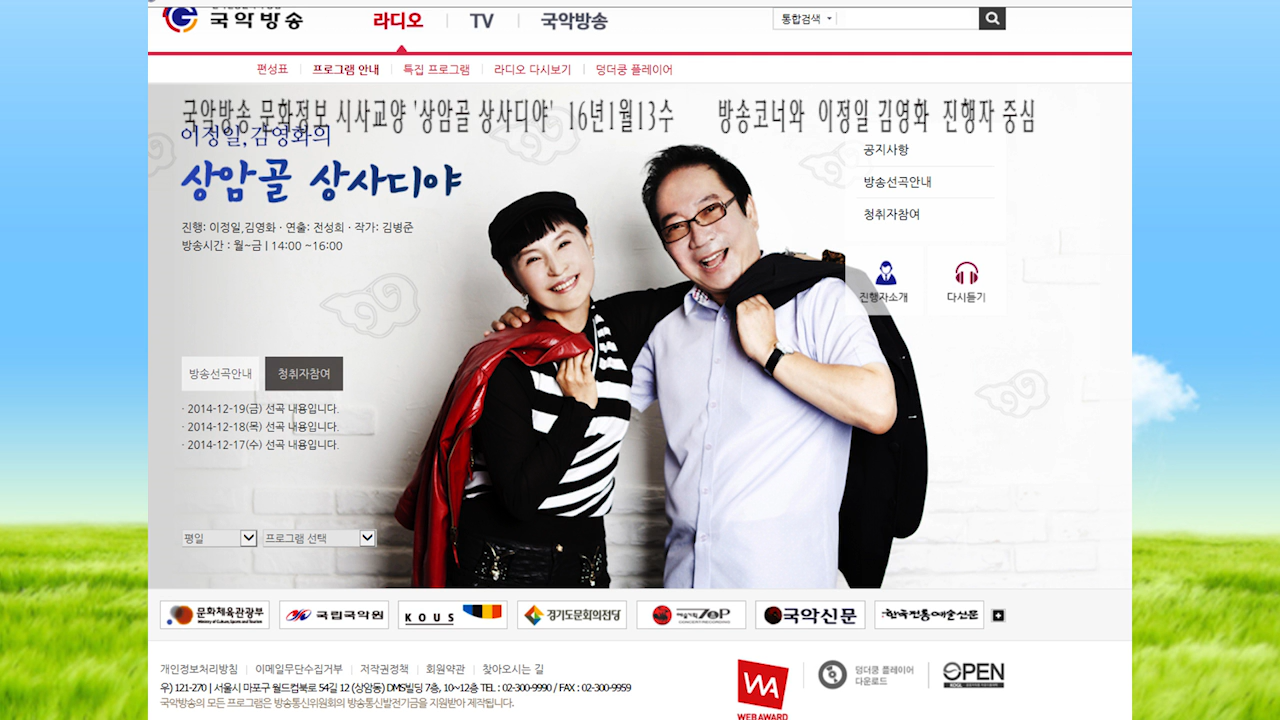 국악방송
라디오
TV
국악방송
통합검색
편성표
프로그램 안내
특집 프로그램
라디오 다시보기
덩더쿵 플레이어
국악방송 문화정보 시사교양 '상암골 상사디야' 16년1월13수 방송코너와 이정일 김영화 진행자 중심
이정일, 김영화의
상암골 상사디야
진행: 이정일,김영화 · 연출: 전성희 · 작가: 김병준
방송시간 : 월~금 | 14:00 ~16:00
공지사항
방송선곡안내
청취자참여
진행자소개
다시듣기
방송선곡안내
청취자참여
· 2014-12-19(금) 선곡 내용입니다.
· 2014-12-18(목) 선곡 내용입니다.
· 2014-12-17(수) 선곡 내용입니다.
평일
프로그램 선택
문화체육관광부
Ministry of Culture, Sports and Tourism
국립국악원
KOUS
경기도문화의전당
예술기획 TOP
CONCERT/RECORDING
국악신문
한국전통예술신문
개인정보처리방침
이메일무단수집거부
저작권정책
회원약관
찾아오시는 길
우) 121-270 | 서울시 마포구 월드컵북로 54길 12 (상암동) DMS빌딩 7층, 10~12층 TEL : 02-300-9990 / FAX : 02-300-9959
국악방송의 모든 프로그램은 방송통신위원회의 방송통신발전기금을 지원받아 제작됩니다.
WA
WEB AWARD
덩더쿵 플레이어
다운로드
OPEN